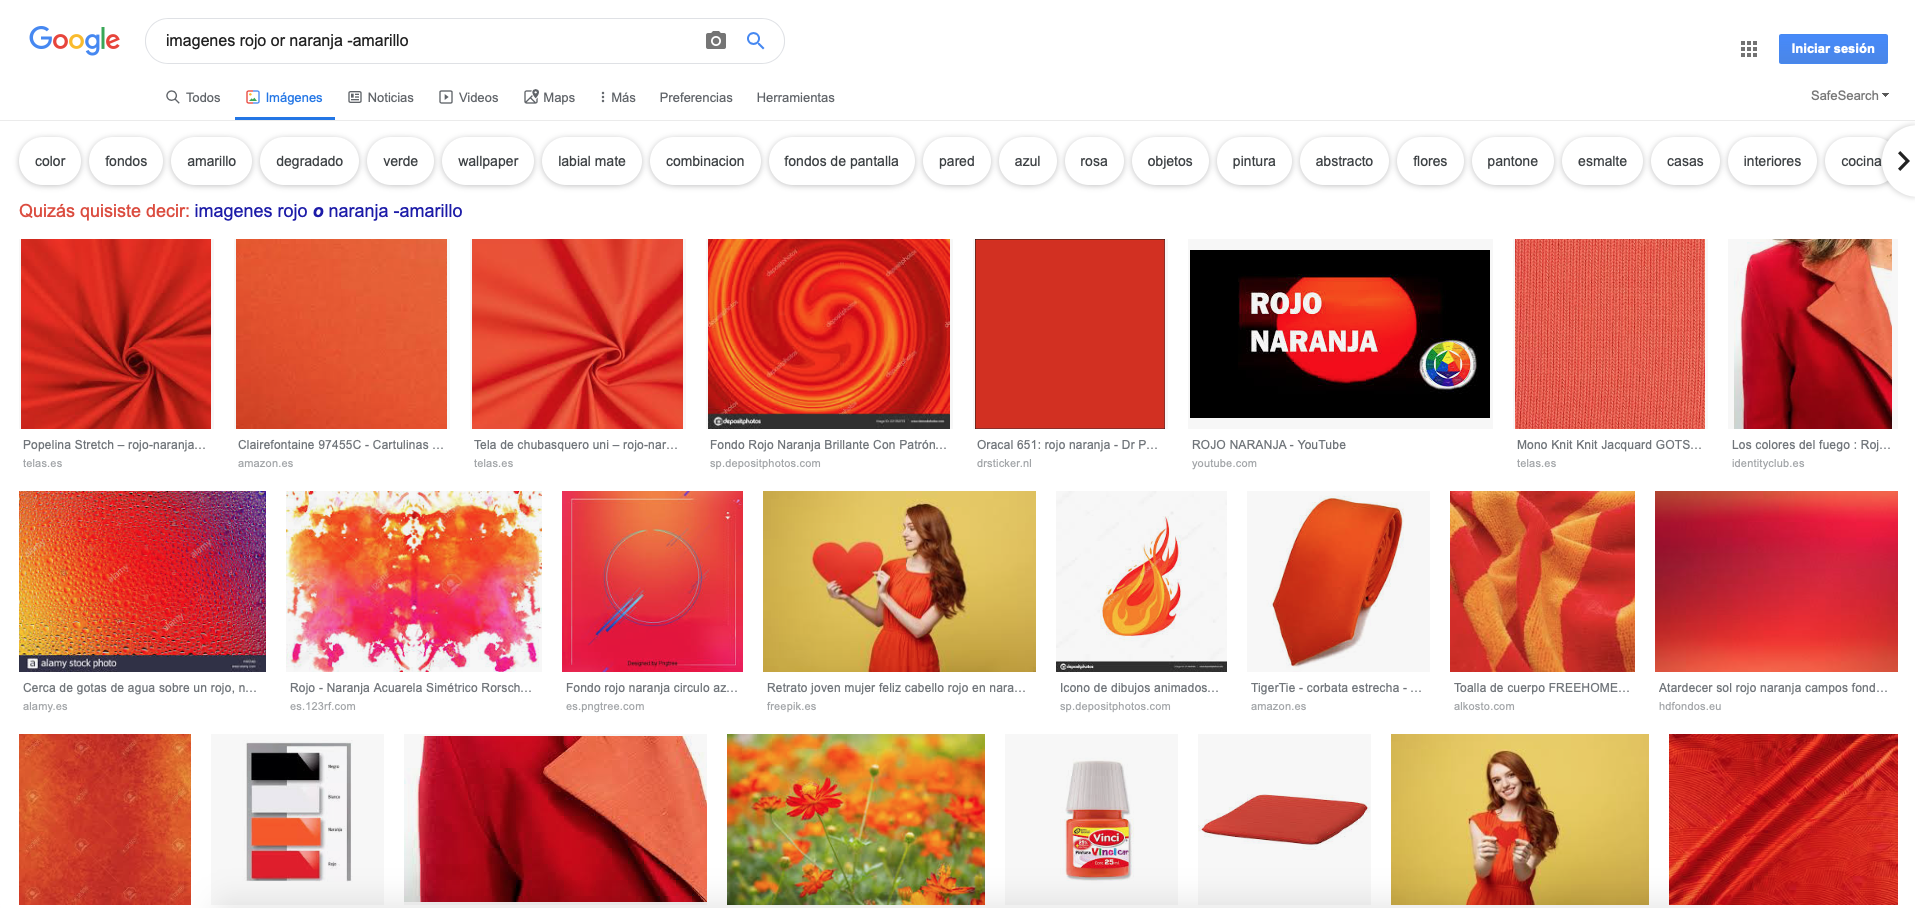 Google
imagenes rojo or naranja -amarillo
Iniciar sesión
Todos
Imágenes
Noticias
Videos
Maps
Más
Preferencias
Herramientas
SafeSearch
color
fondos
amarillo
degradado
verde
wallpaper
labial mate
combinacion
fondos de pantalla
pared
azul
rosa
objetos
pintura
abstracto
flores
pantone
esmalte
casas
interiores
cocina
Quizás quisiste decir: imagenes rojo o naranja -amarillo
depositphotos
ROJO
NARANJA
Popelina Stretch – rojo-naranja...
telas.es
Clairefontaine 97455C - Cartulinas ...
amazon.es
Tela de chubasquero uni – rojo-nar...
telas.es
Fondo Rojo Naranja Brillante Con Patrón...
sp.depositphotos.com
Oracal 651: rojo naranja - Dr P...
drsticker.nl
ROJO NARANJA - YouTube
youtube.com
Mono Knit Knit Jacquard GOTS...
telas.es
Los colores del fuego : Roj...
identityclub.es
a alamy stock photo
Designed by Pngtree
depositphotos
Cerca de gotas de agua sobre un rojo, n...
alamy.es
Rojo - Naranja Acuarela Simétrico Rorsch...
es.123rf.com
Fondo rojo naranja circulo az...
es.pngtree.com
Retrato joven mujer feliz cabello rojo en nara...
freepik.es
Icono de dibujos animados...
sp.depositphotos.com
TigerTie - corbata estrecha - ...
amazon.es
Toalla de cuerpo FREEHOME...
alkosto.com
Atardecer sol rojo naranja campos fond...
hdfondos.eu
Negro
Blanco
Naranja
Rojo
Vinci
Vinci car
25ml